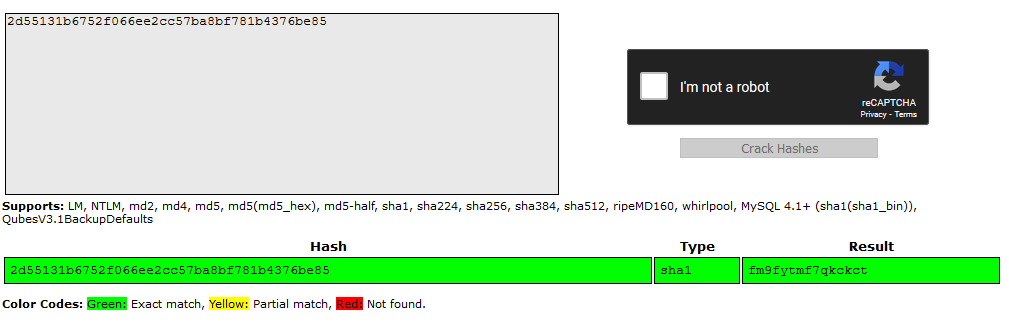 2d55131b6752f066ee2cc57ba8bf781b4376be85
I'm not a robot
reCAPTCHA
Privacy - Terms
Crack Hashes
Supports: LM, NTLM, md2, md4, md5, md5(md5_hex), md5-half, sha1, sha224, sha256, sha384, sha512, ripeMD160, whirlpool, MySQL 4.1+ (sha1(sha1_bin)),
QubesV3.1BackupDefaults
Hash Type Result
2d55131b6752f066ee2cc57ba8bf781b4376be85 sha1 fm9fytmf7qkckct
Color Codes: Green: Exact match, Yellow: Partial match, Red: Not found.